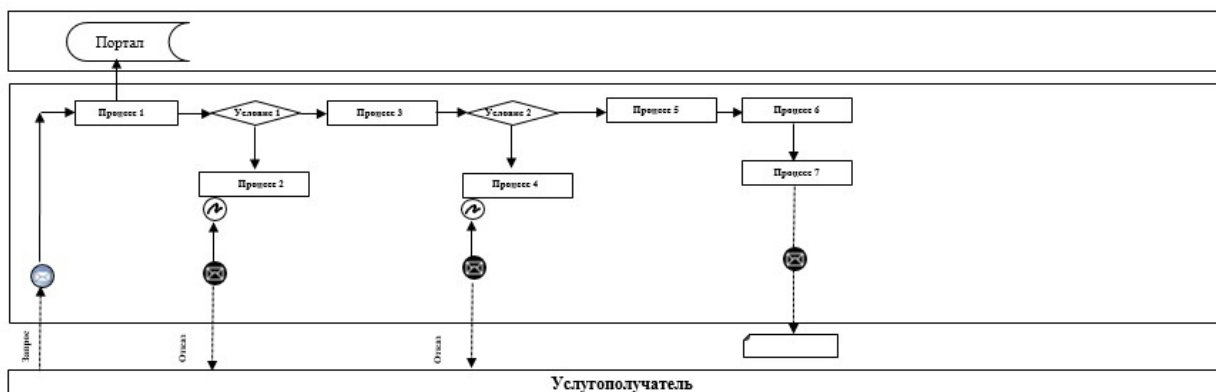 Портал
Процесс 1
Условие 1
Процесс 3
Условие 2
Процесс 5
Процесс 6
Процесс 2
Процесс 4
Процесс 7
Запрос
Отказ
Отказ
Услугополучатель